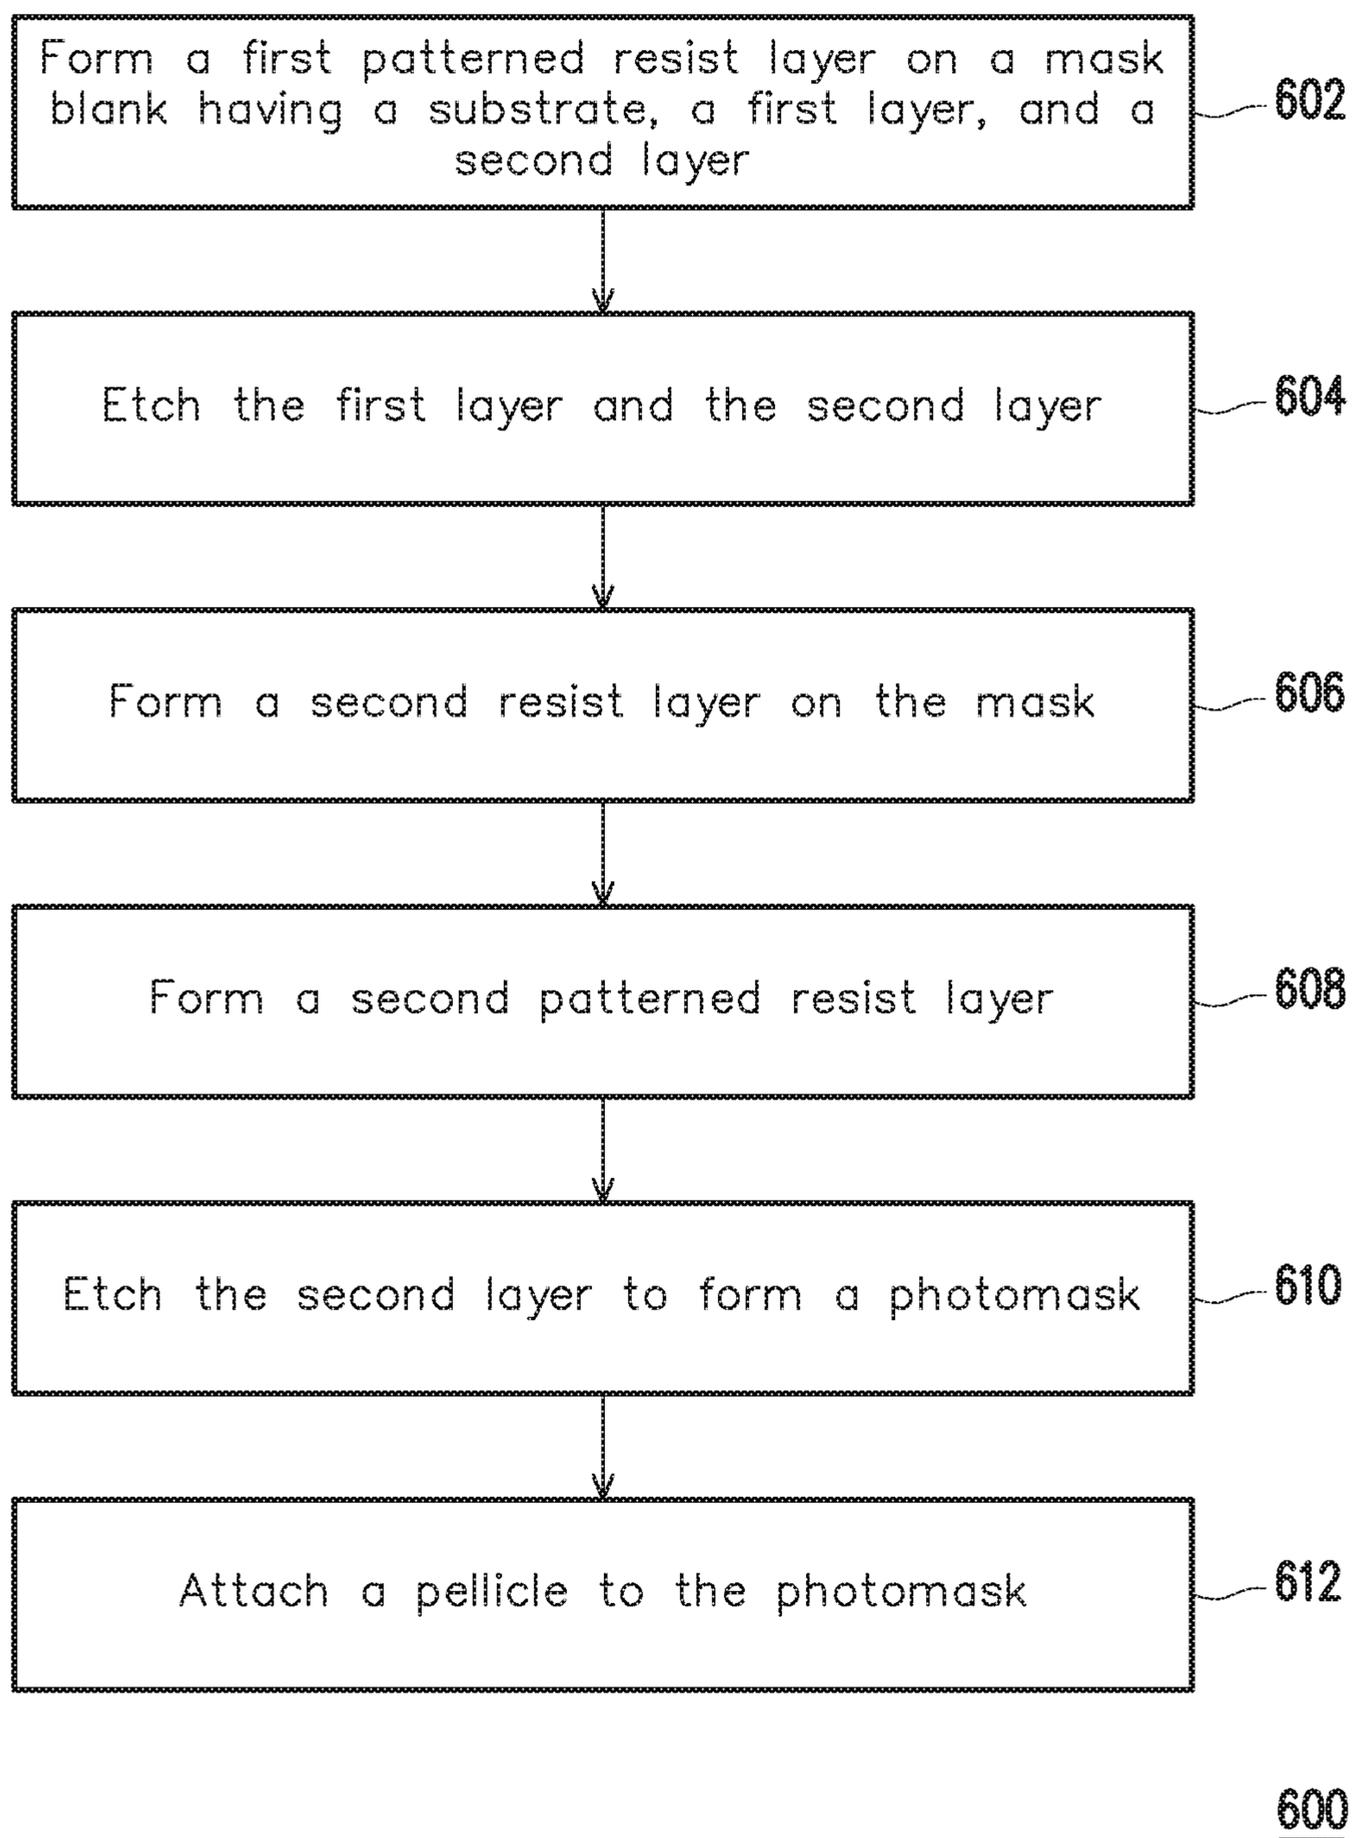 Form a first patterned resist layer on a mask
blank having a substrate, a first layer, and a
second layer
602
Etch the first layer and the second layer
604
Form a second resist layer on the mask
606
Form a second patterned resist layer
608
Etch the second layer to form a photomask
610
Attach a pellicle to the photomask
612
600